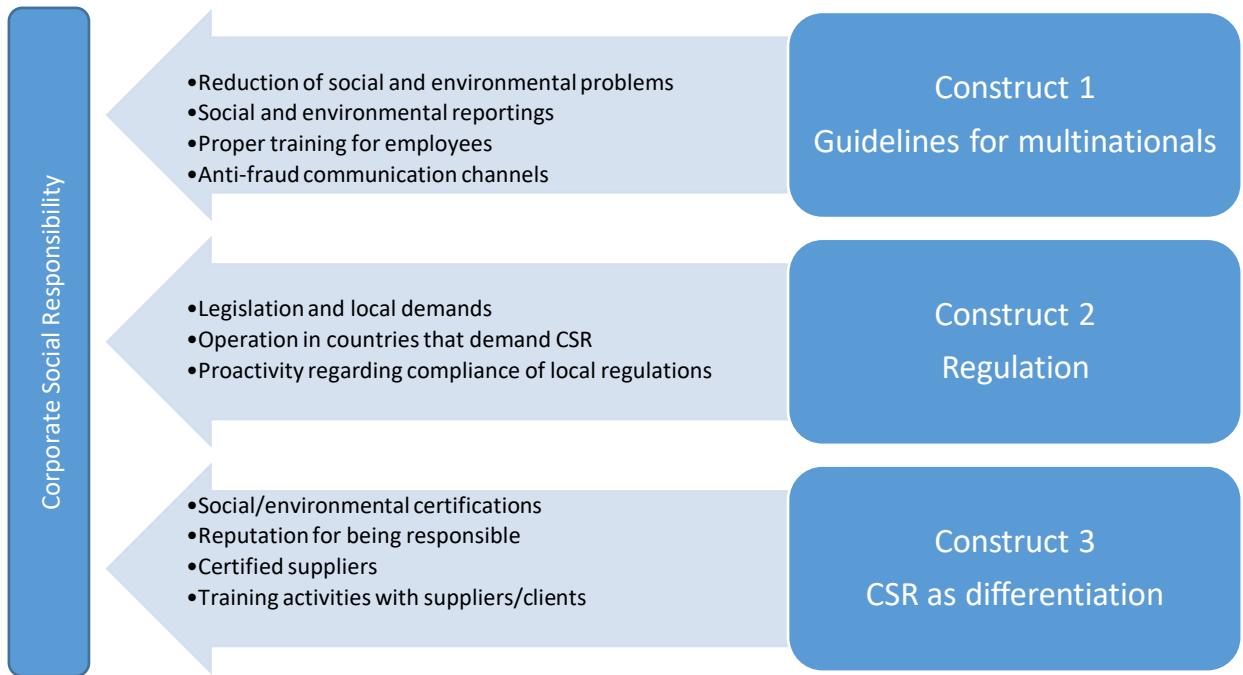 Corporate Social Responsibility
•Reduction of social and environmental problems
•Social and environmental reportings
•Proper training for employees
•Anti-fraud communication channels
Construct 1
Guidelines for multinationals
•Legislation and local demands
•Operation in countries that demand CSR
•Proactivity regarding compliance of local regulations
Construct 2
Regulation
•Social/environmental certifications
•Reputation for being responsible
•Certified suppliers
•Training activities with suppliers/clients
Construct 3
CSR as differentiation